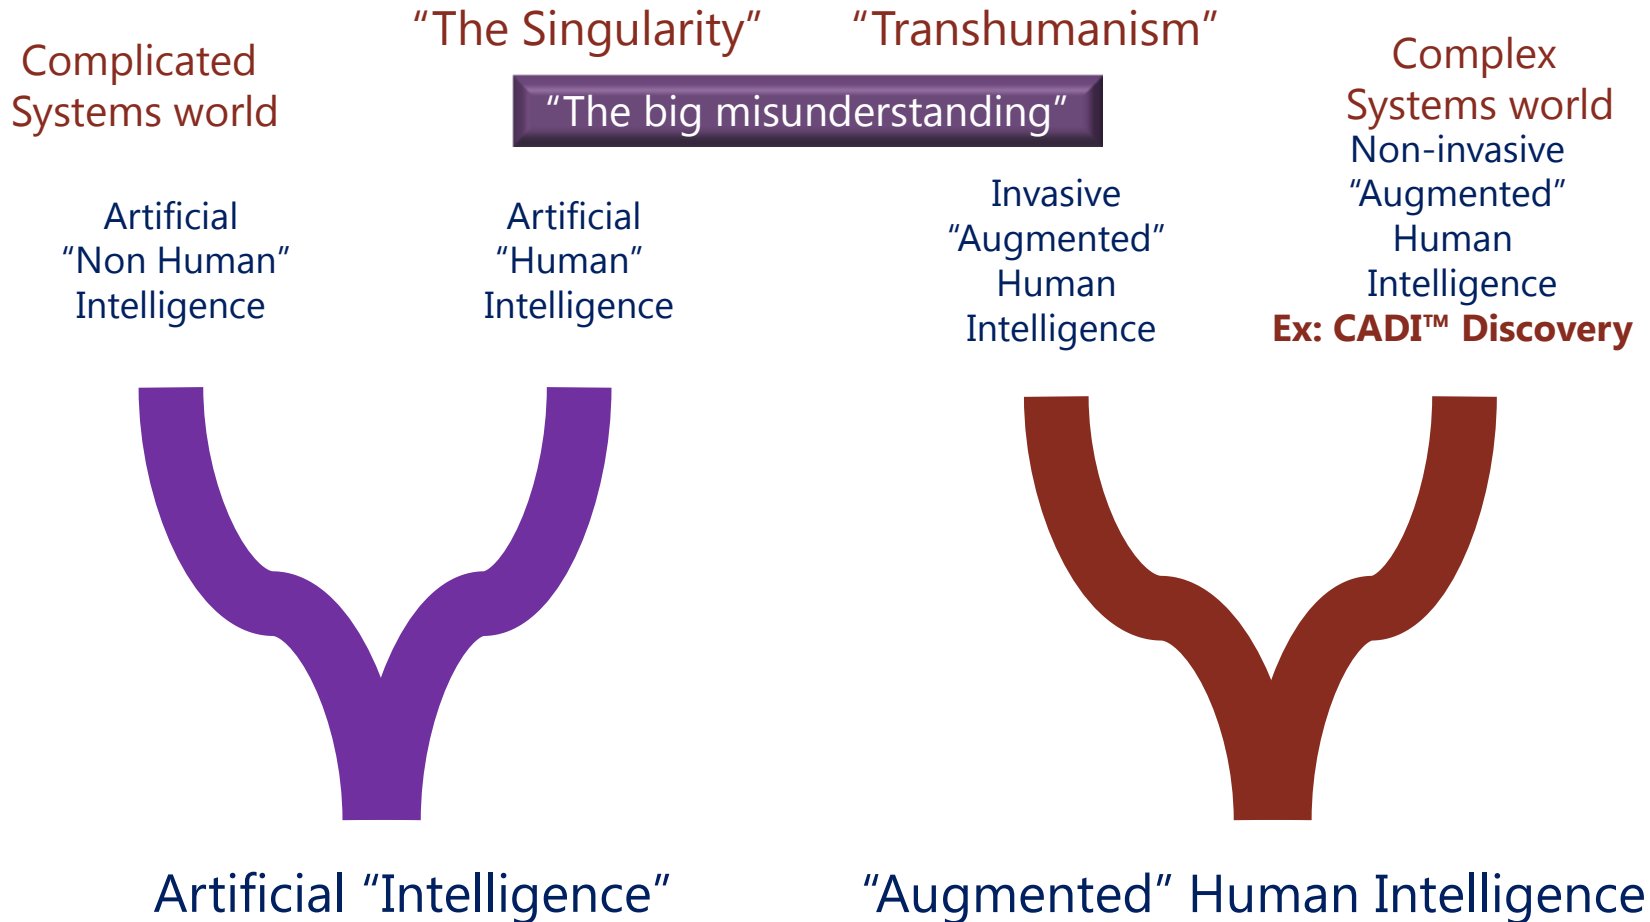 “The Singularity”
“Transhumanism”
Complicated
Systems world
“The big misunderstanding”
Complex
Systems world
Artificial
“Non Human”
Intelligence
Artificial
“Human”
Intelligence
Invasive
“Augmented”
Human
Intelligence
Non-invasive
“Augmented”
Human
Intelligence
Ex: CADI™ Discovery
Artificial “Intelligence”
“Augmented” Human Intelligence